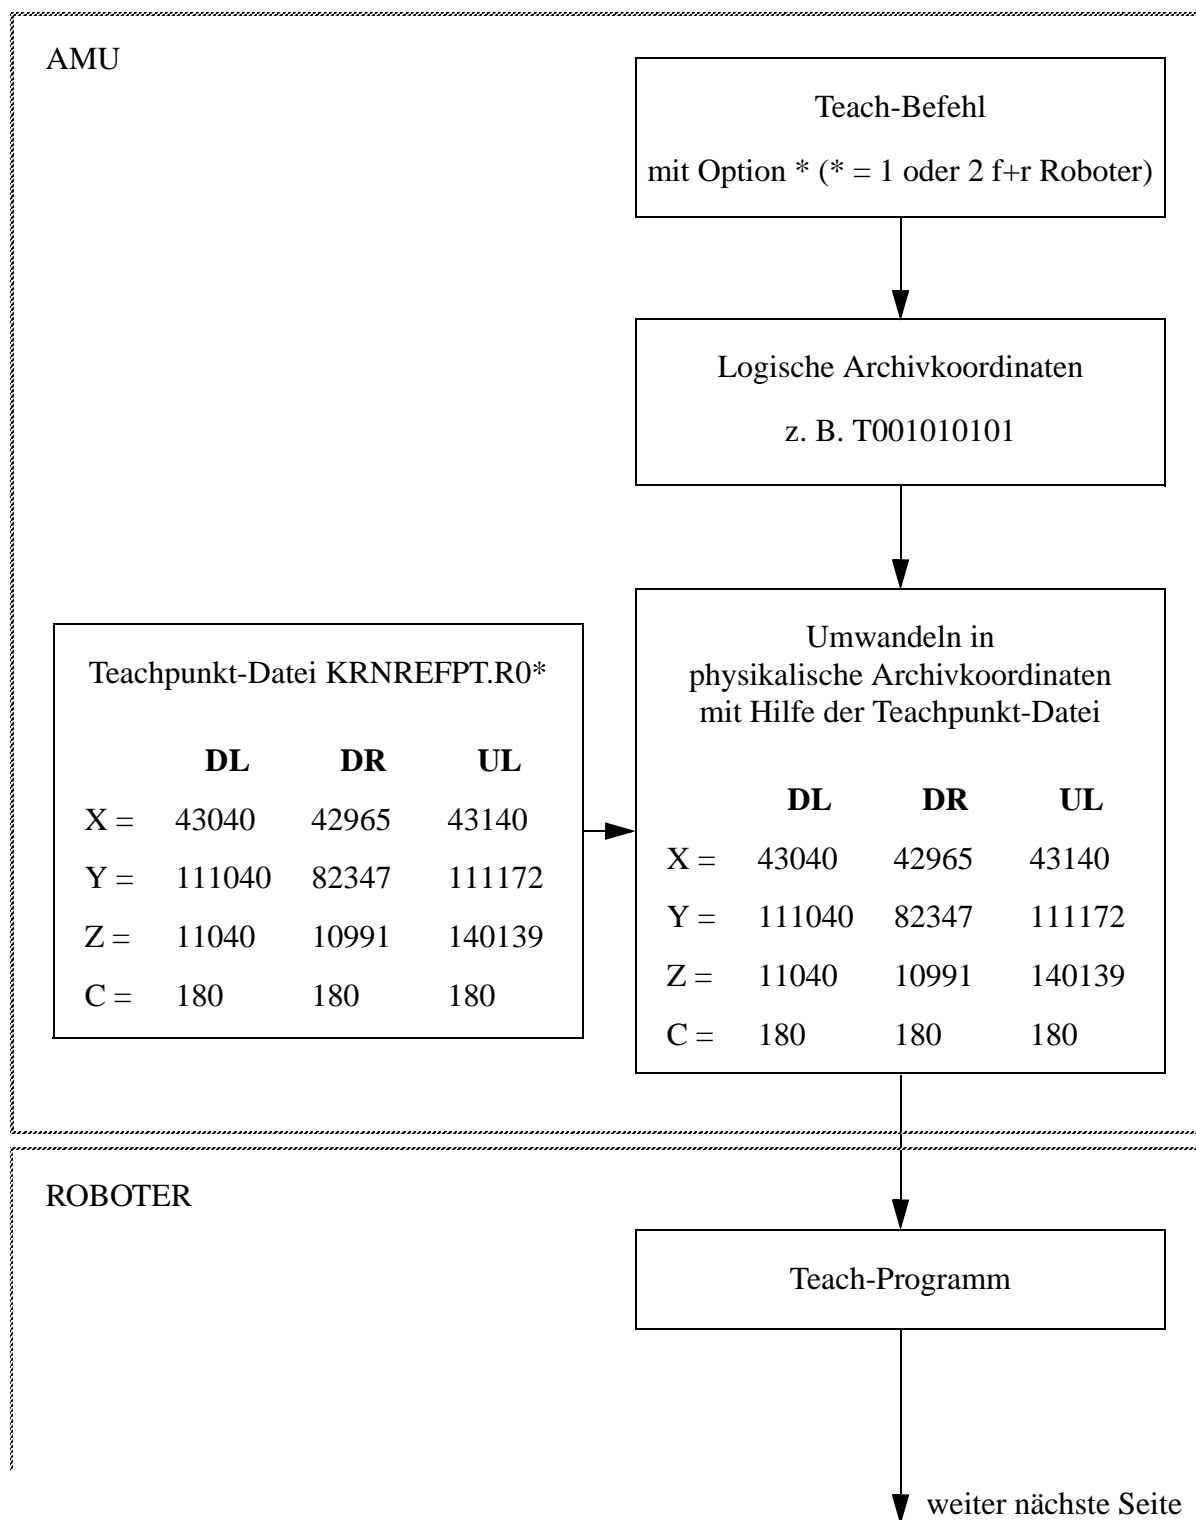 AMU
Teach-Befehl
mit Option * (* = 1 oder 2 f+r Roboter)
Logische Archivkoordinaten
z. B. T001010101
Teachpunkt-Datei KRNREFPT.R0*
DL DR UL
X = 43040 42965 43140
Y = 111040 82347 111172
Z = 11040 10991 140139
C = 180 180 180
Umwandeln in
physikalische Archivkoordinaten
mit Hilfe der Teachpunkt-Datei
DL DR UL
X = 43040 42965 43140
Y = 111040 82347 111172
Z = 11040 10991 140139
C = 180 180 180
ROBOTER
Teach-Programm
weiter nächste Seite